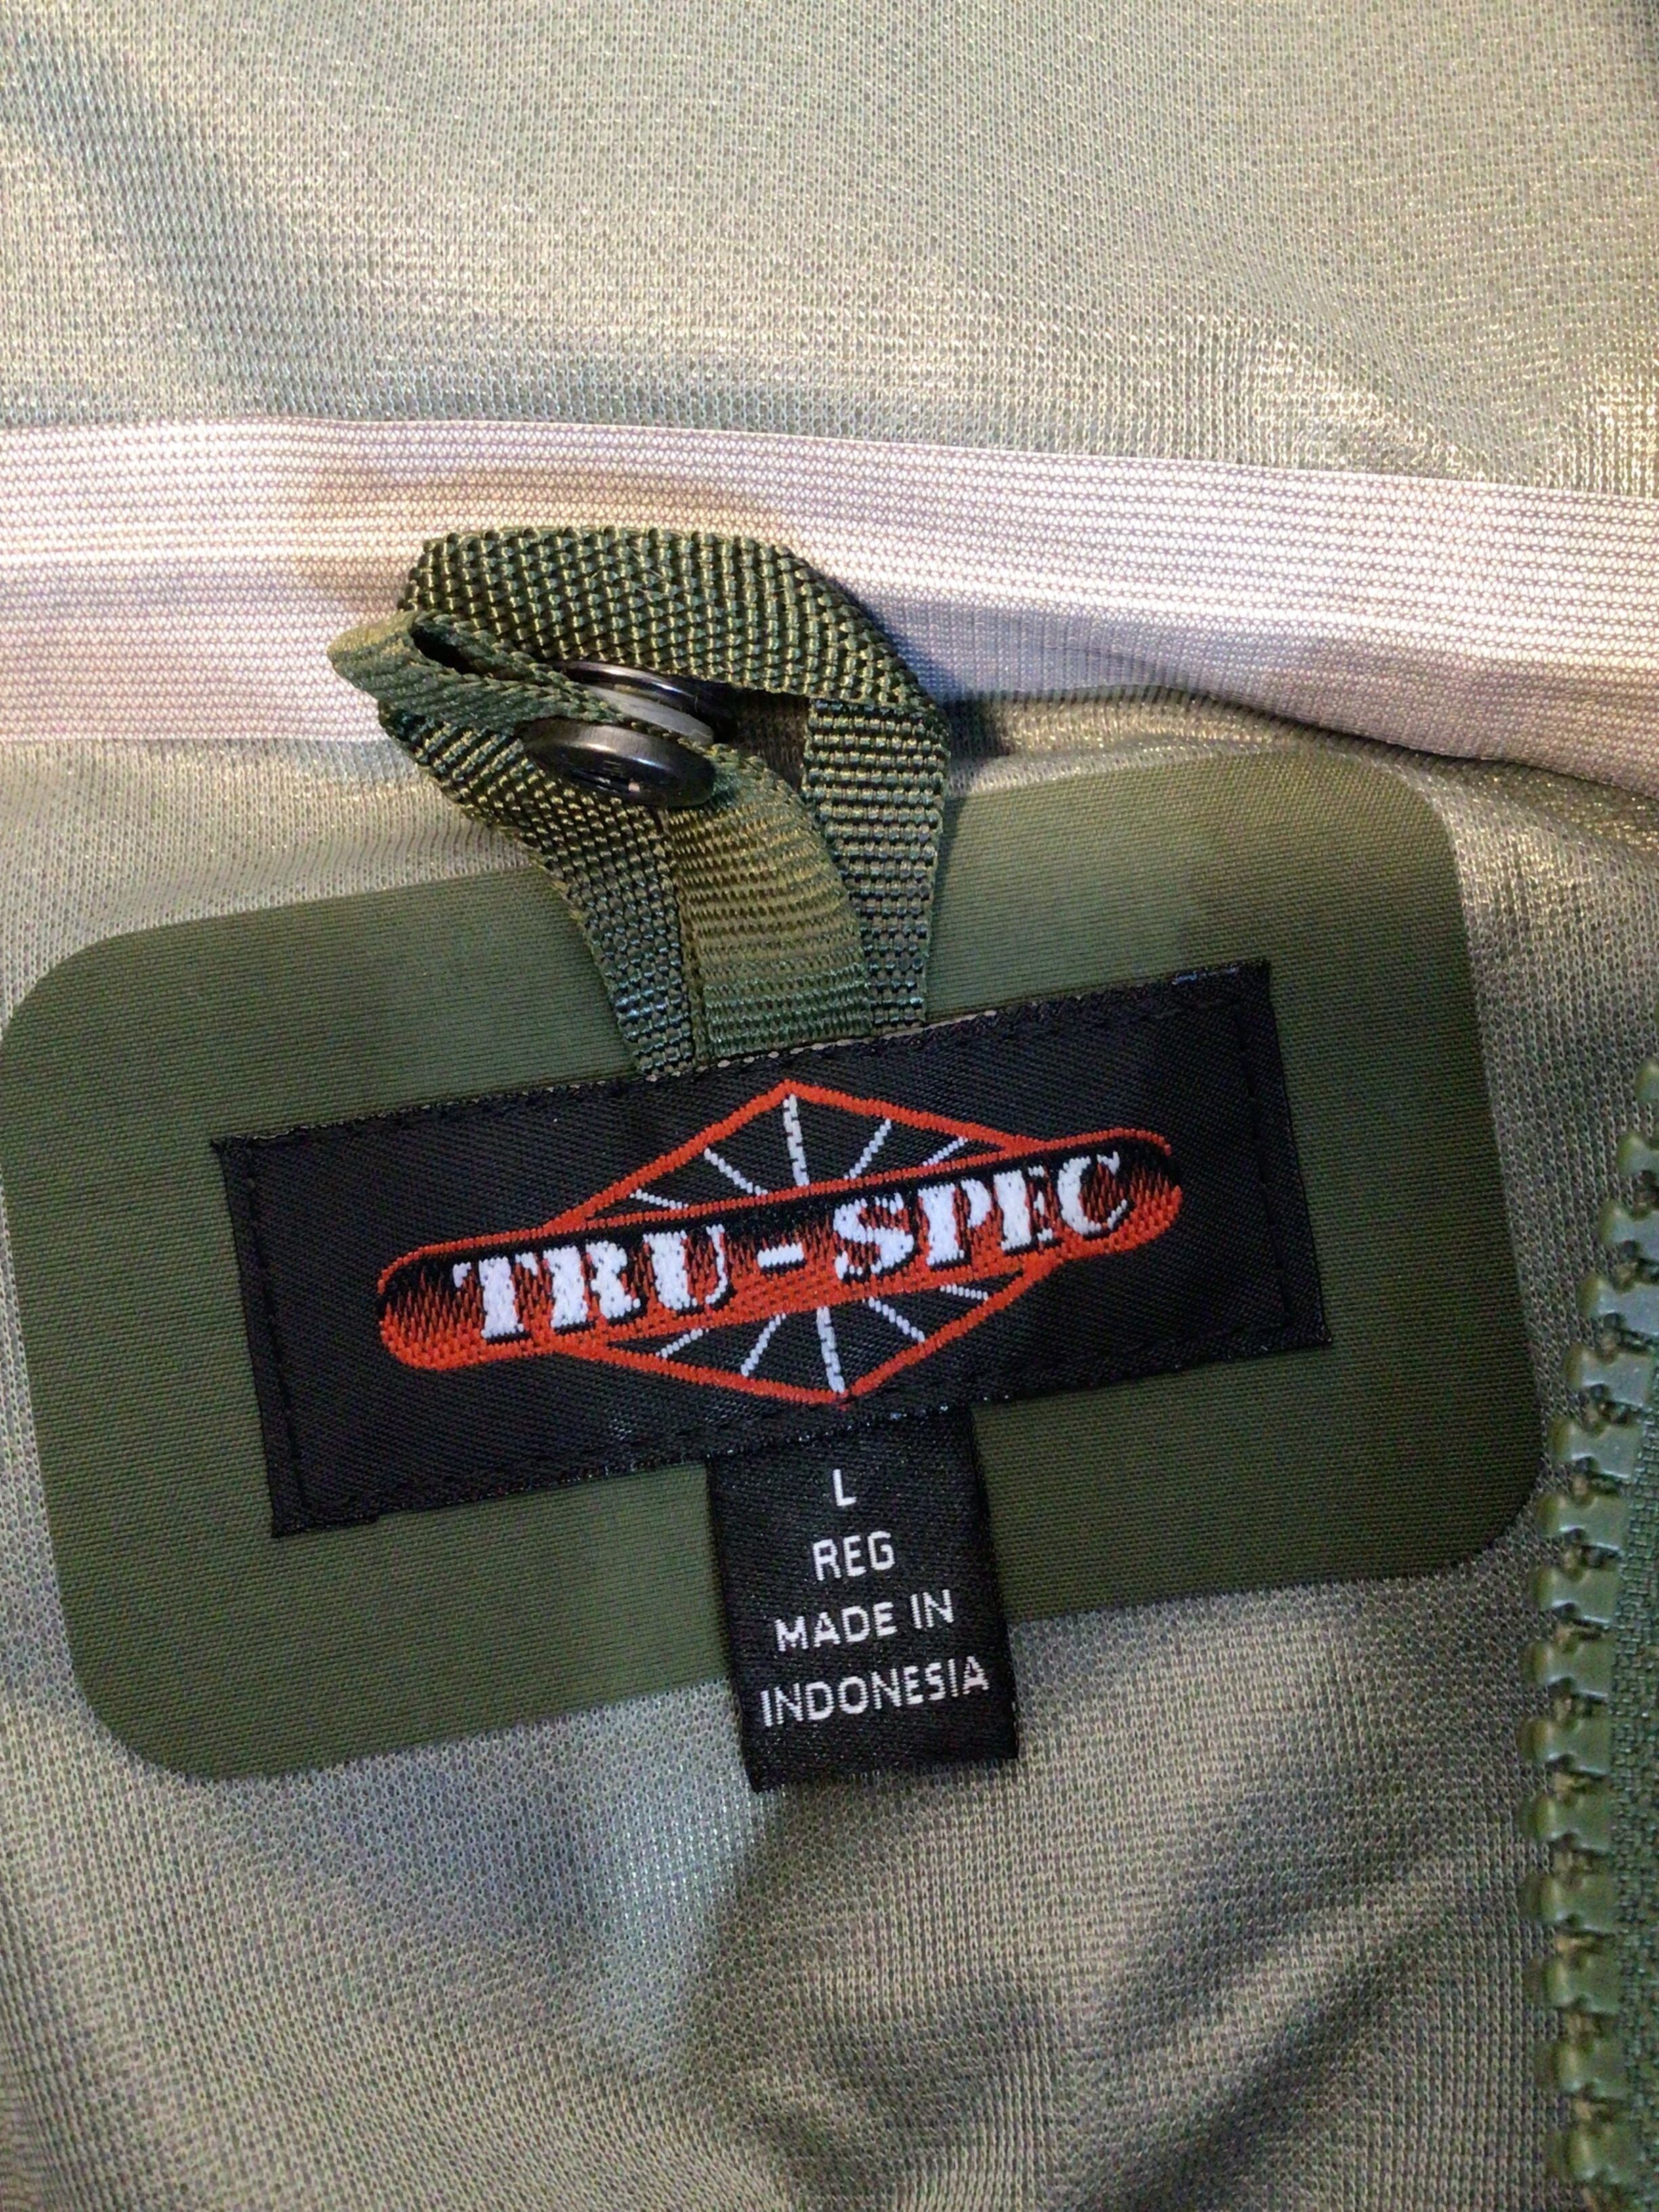 TRU-SPEC
L
REG
MADE IN
INDONESIA